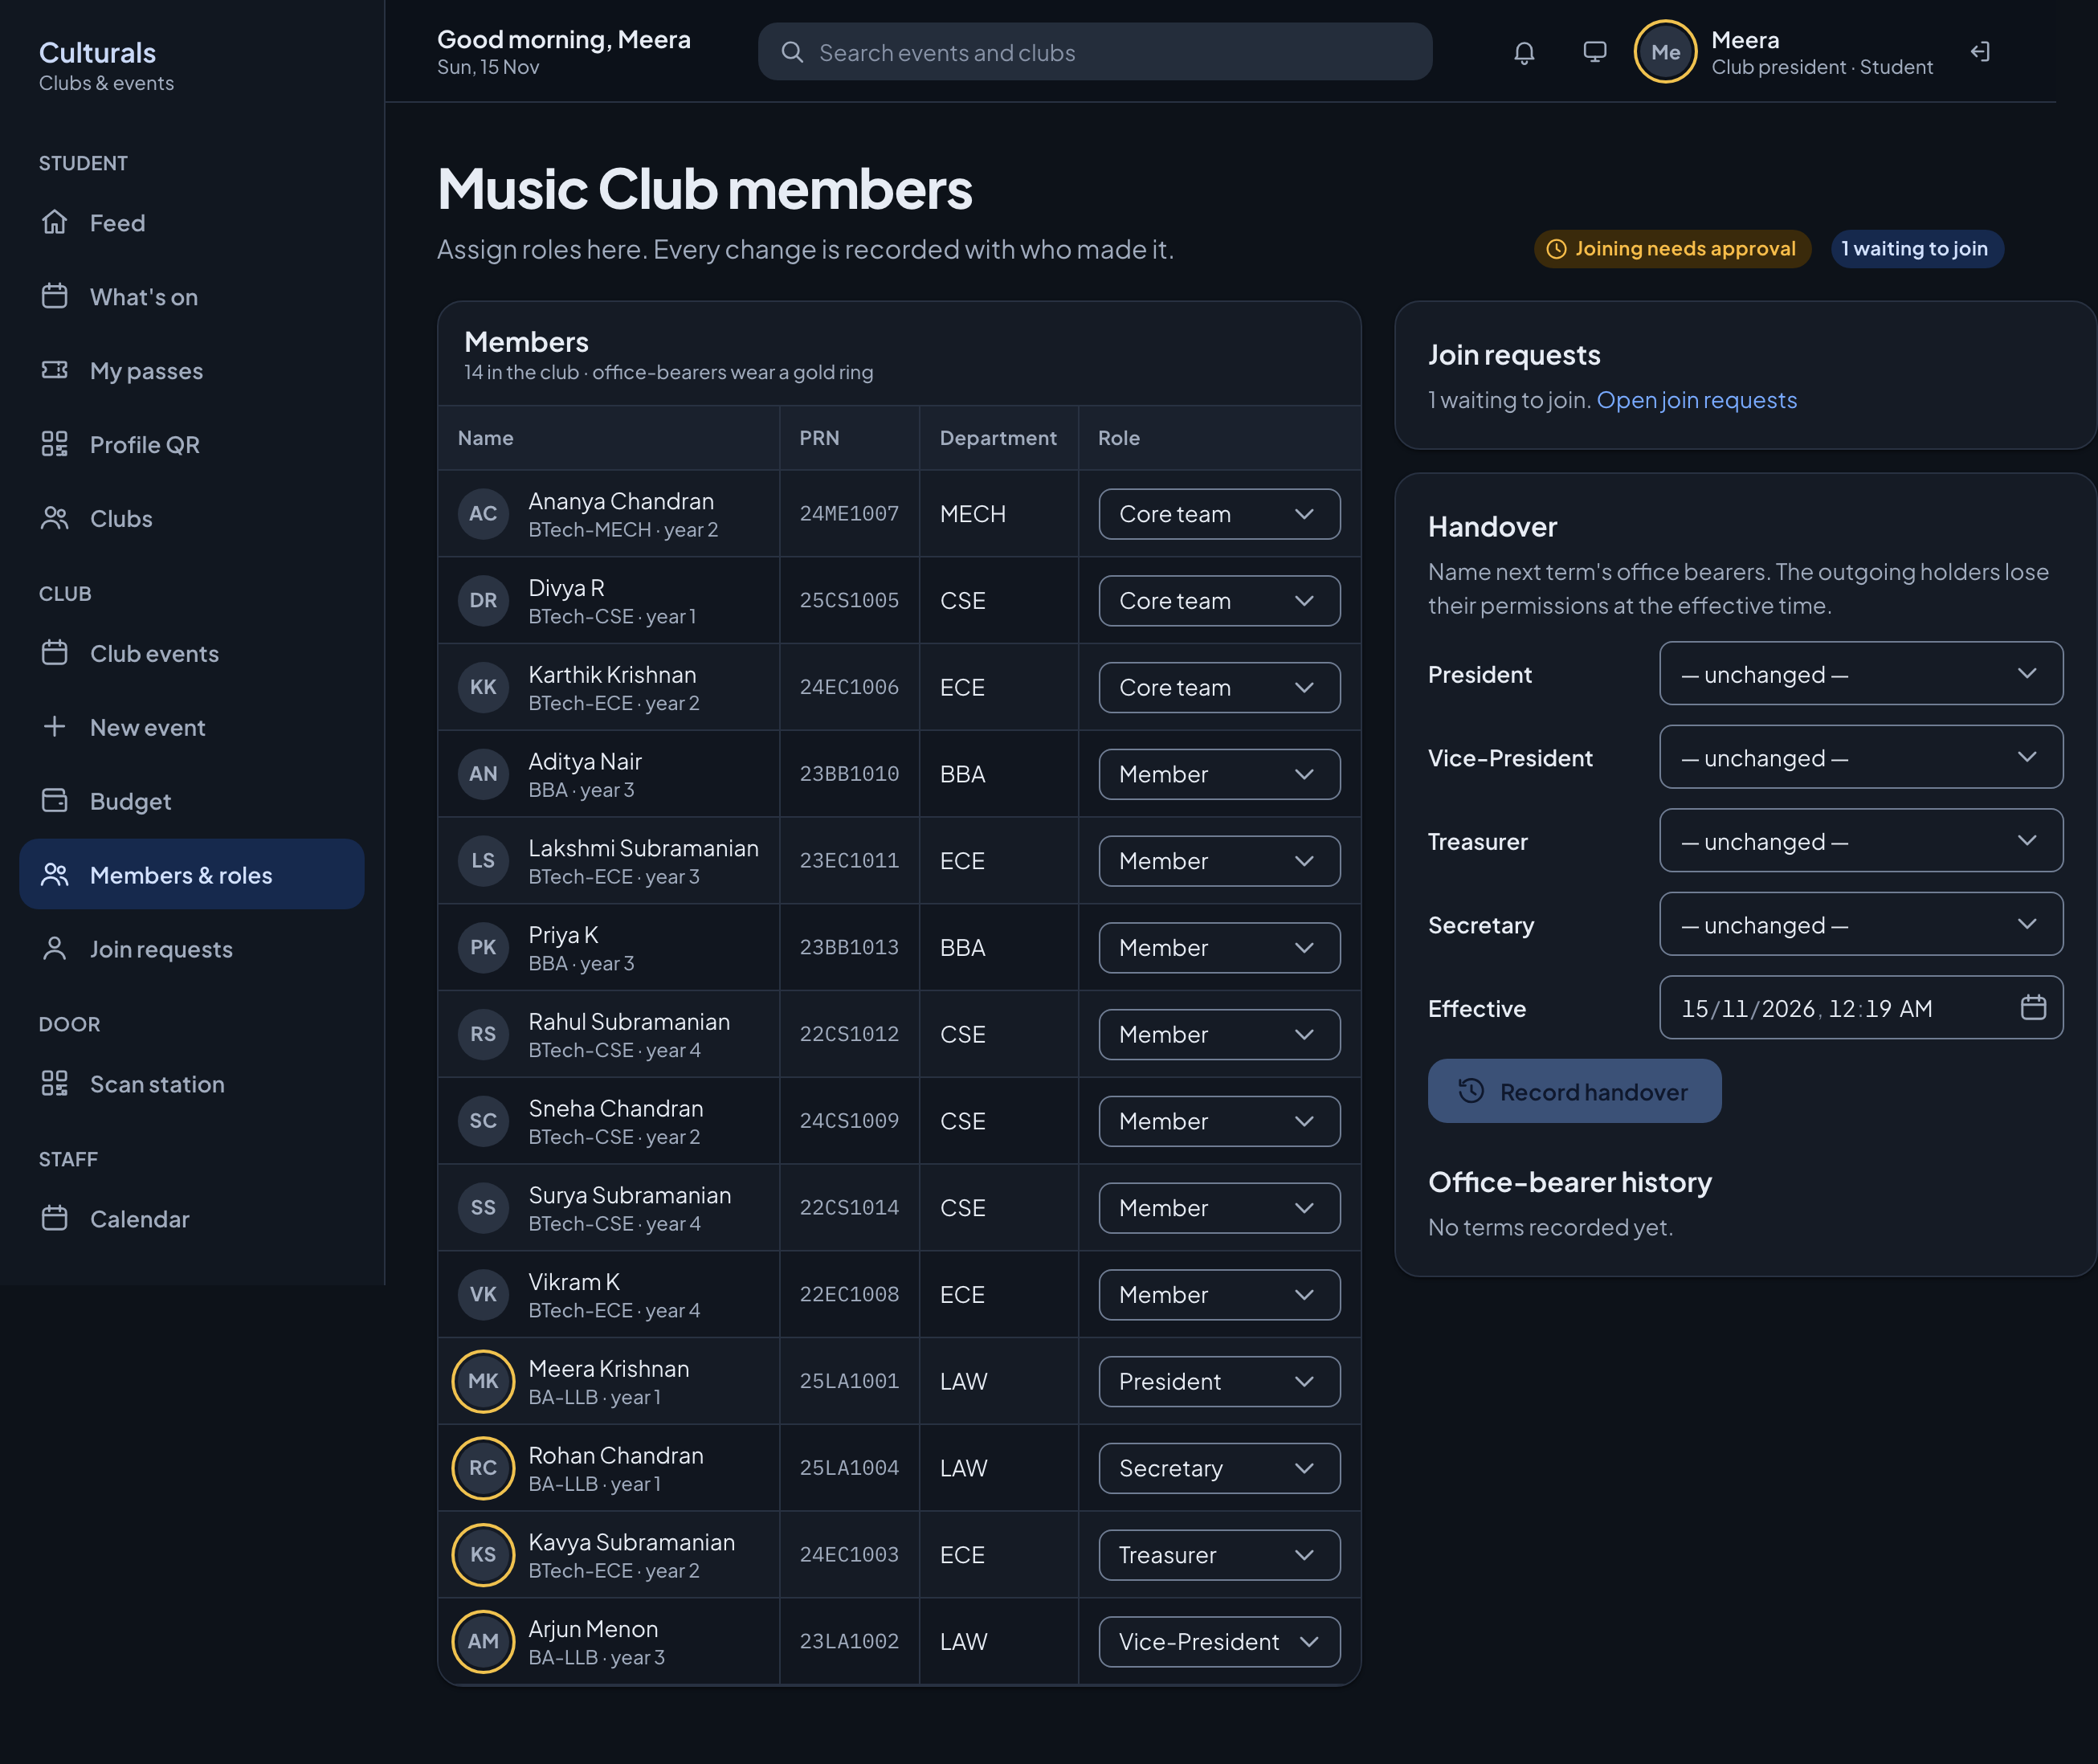 Culturals
Clubs & events
STUDENT
Feed
What's on
My passes
Profile QR
Clubs
CLUB
Club events
New event
Budget
Members & roles
Join requests
DOOR
Scan station
STAFF
Calendar
Good morning, Meera
Sun, 15 Nov
Search events and clubs
Me
Meera
Club president · Student
Music Club members
Assign roles here. Every change is recorded with who made it.
Joining needs approval
1 waiting to join
Members
14 in the club · office-bearers wear a gold ring
Name PRN Department Role
AC Ananya Chandran
BTech-MECH · year 2
24ME1007 MECH Core team
DR Divya R
BTech-CSE · year 1
25CS1005 CSE Core team
KK Karthik Krishnan
BTech-ECE · year 2
24EC1006 ECE Core team
AN Aditya Nair
BBA · year 3
23BB1010 BBA Member
LS Lakshmi Subramanian
BTech-ECE · year 3
23EC1011 ECE Member
PK Priya K
BBA · year 3
23BB1013 BBA Member
RS Rahul Subramanian
BTech-CSE · year 4
22CS1012 CSE Member
SC Sneha Chandran
BTech-CSE · year 2
24CS1009 CSE Member
SS Surya Subramanian
BTech-CSE · year 4
22CS1014 CSE Member
VK Vikram K
BTech-ECE · year 4
22EC1008 ECE Member
MK Meera Krishnan
BA-LLB · year 1
25LA1001 LAW President
RC Rohan Chandran
BA-LLB · year 1
25LA1004 LAW Secretary
KS Kavya Subramanian
BTech-ECE · year 2
24EC1003 ECE Treasurer
AM Arjun Menon
BA-LLB · year 3
23LA1002 LAW Vice-President
Join requests
1 waiting to join. Open join requests
Handover
Name next term's office bearers. The outgoing holders lose
their permissions at the effective time.
President — unchanged —
Vice-President — unchanged —
Treasurer — unchanged —
Secretary — unchanged —
Effective 15/11/2026, 12:19 AM
Record handover
Office-bearer history
No terms recorded yet.